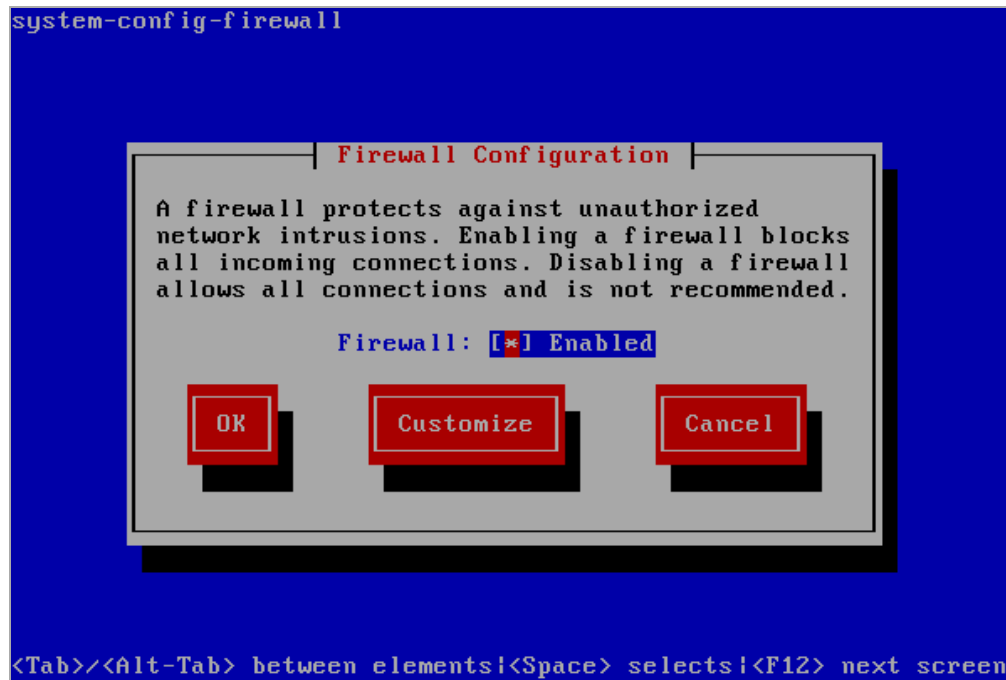 system-config-firewall
Firewall Configuration
A firewall protects against unauthorized
network intrusions. Enabling a firewall blocks
all incoming connections. Disabling a firewall
allows all connections and is not recommended.
Firewall: [*] Enabled
OK Customize Cancel
<Tab>/<Alt-Tab> between elements|<Space> selects|<F12> next screen